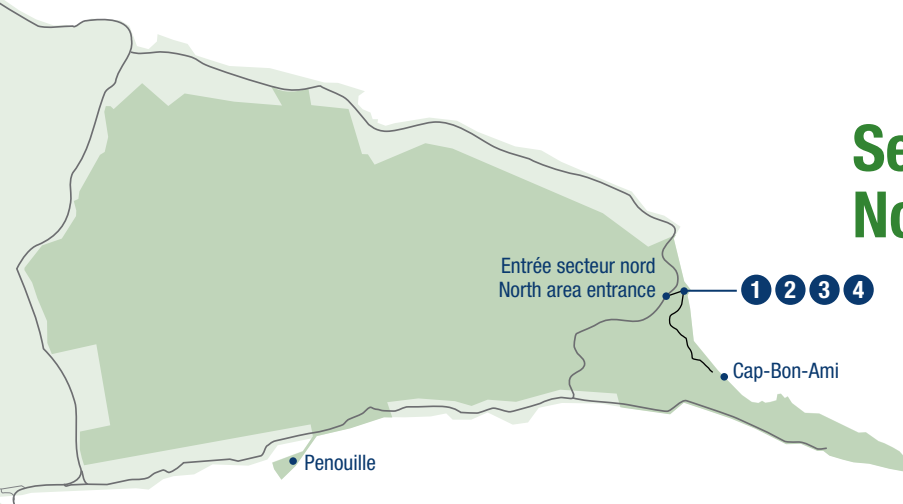 Entrée secteur nord
North area entrance
1 2 3 4
Cap-Bon-Ami
Penouille